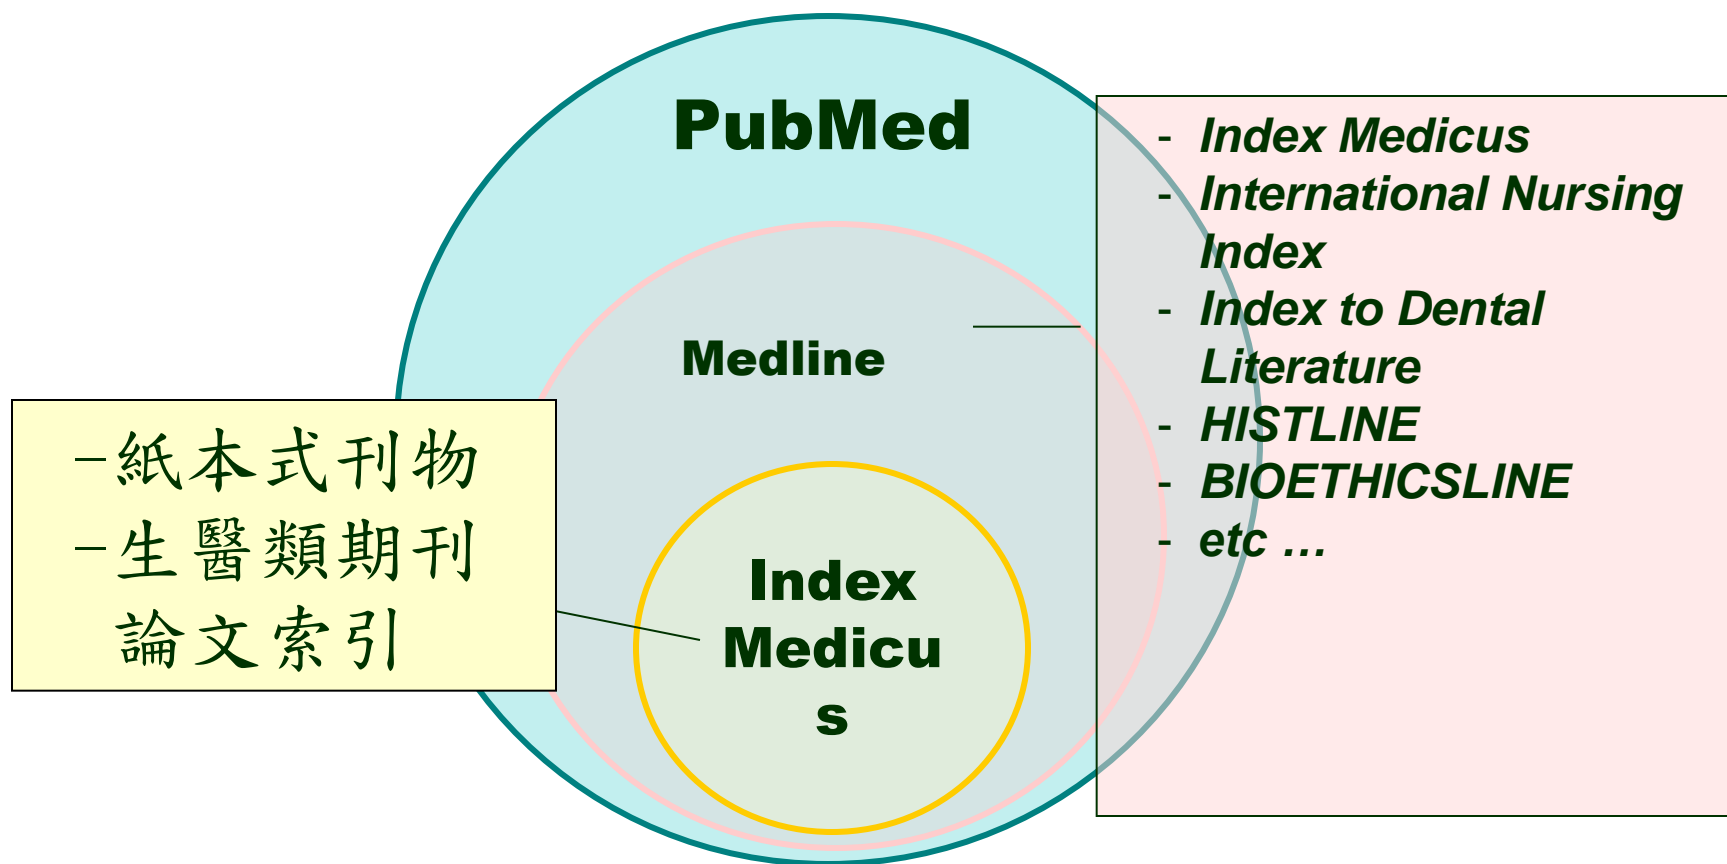 PubMed
- Index Medicus
- International Nursing
Index
- Index to Dental
Literature
- HISTLINE
- BIOETHICSLINE
- etc …
Medline
–紙本式刊物
–生醫類期刊
論文索引
Index
Medicu
s